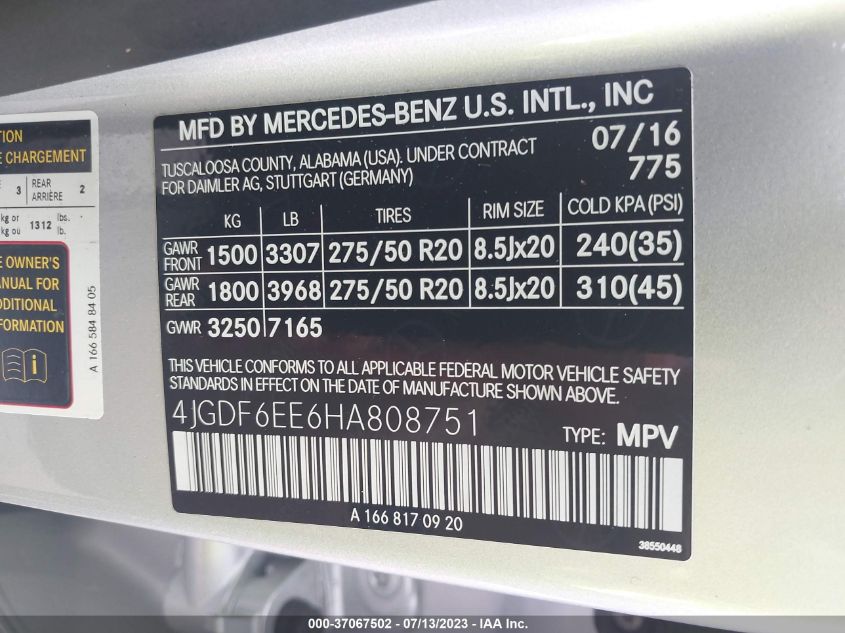 TION
E CHARGEMENT
E 3 REAR ARRIÈRE 2
kg or kg ou 1312 lbs. lb.
E OWNER'S
MANUAL FOR
DDITIONAL
FORMATION
A 166 584 84 05
MFD BY MERCEDES-BENZ U.S. INTL., INC
TUSCALOOSA COUNTY, ALABAMA (USA). UNDER CONTRACT
FOR DAIMLER AG, STUTTGART (GERMANY)
07/16
775
KG LB TIRES RIM SIZE COLD KPA (PSI)
GAWR FRONT 1500 3307 275/50 R20 8.5Jx20 240(35)
GAWR REAR 1800 3968 275/50 R20 8.5Jx20 310(45)
GVWR 3250 7165
THIS VEHICLE CONFORMS TO ALL APPLICABLE FEDERAL MOTOR VEHICLE SAFETY
STANDARDS IN EFFECT ON THE DATE OF MANUFACTURE SHOWN ABOVE.
4JGDF6EE6HA808751
TYPE: MPV
A 166 817 09 20
38550448
000-37067502 - 07/13/2023 - IAA Inc.